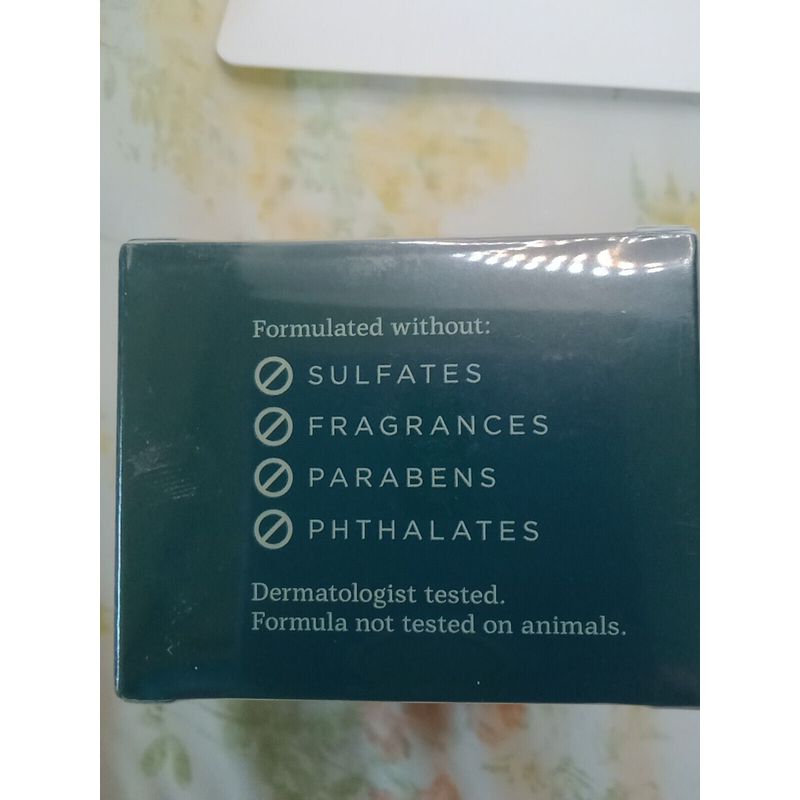 Formulated without:
SULFATES
FRAGRANCES
PARABENS
PHTHALATES
Dermatologist tested.
Formula not tested on animals.